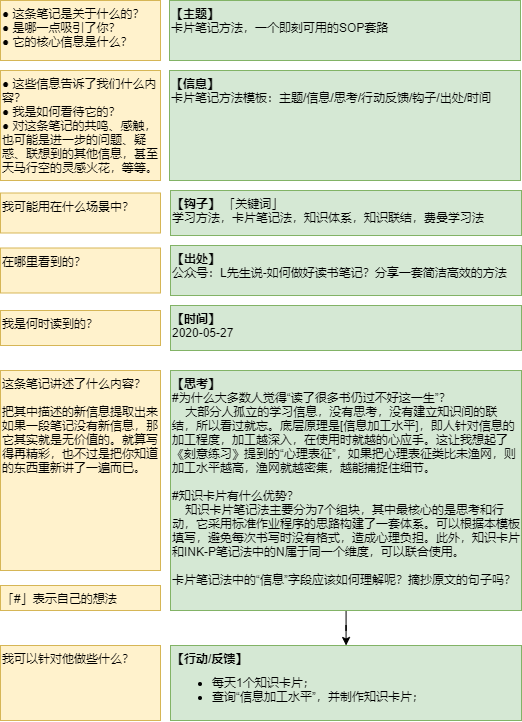 ● 这条笔记是关于什么的?
● 是哪一点吸引了你?
● 它的核心信息是什么?
【主题】
卡片笔记方法，一个即刻可用的SOP套路
● 这些信息告诉了我们什么内
容?
● 我是如何看待它的?
● 对这条笔记的共鸣、感触，
也可能是进一步的问题、疑
惑、联想到的其他信息，甚至
天马行空的灵感火花，等等。
【信息】
卡片笔记方法模板：主题/信息/思考/行动反馈/钩子/出处/时间
我可能用在什么场景中?
【钩子】「关键词」
学习方法，卡片笔记法，知识体系，知识联结，费曼学习法
在哪里看到的?
【出处】
公众号：L先生说-如何做好读书笔记？分享一套简洁高效的方法
我是何时读到的?
【时间】
2020-05-27
这条笔记讲述了什么内容?
把其中描述的新信息提取出来
如果一段笔记没有新信息，那
它其实就是无价值的。就算写
得再精彩，也不过是把你知道
的东西重新讲了一遍而已。
「#」表示自己的想法
【思考】
#为什么大多数人觉得“读了很多书仍过不好这一生”?
大部分人孤立的学习信息，没有思考，没有建立知识间的联
结，所以看过就忘。底层原理是[信息加工水平]，即人针对信息的
加工程度，加工越深入，在使用时就越的心应手。这让我想起了
《刻意练习》提到的“心理表征”，如果把心理表征类比未渔网，则
加工水平越高，渔网就越密集，越能捕捉住细节。
#知识卡片有什么优势?
知识卡片笔记法主要分为7个组块，其中最核心的是思考和行
动，它采用标准作业程序的思路构建了一套体系。可以根据本模板
填写，避免每次书写时没有格式，造成心理负担。此外，知识卡片
和INK-P笔记法中的N属于同一个维度，可以联合使用。
卡片笔记法中的“信息”字段应该如何理解呢？摘抄原文的句子吗?
我可以针对他做些什么?
【行动/反馈】
• 每天1个知识卡片；
• 查询“信息加工水平”，并制作知识卡片；